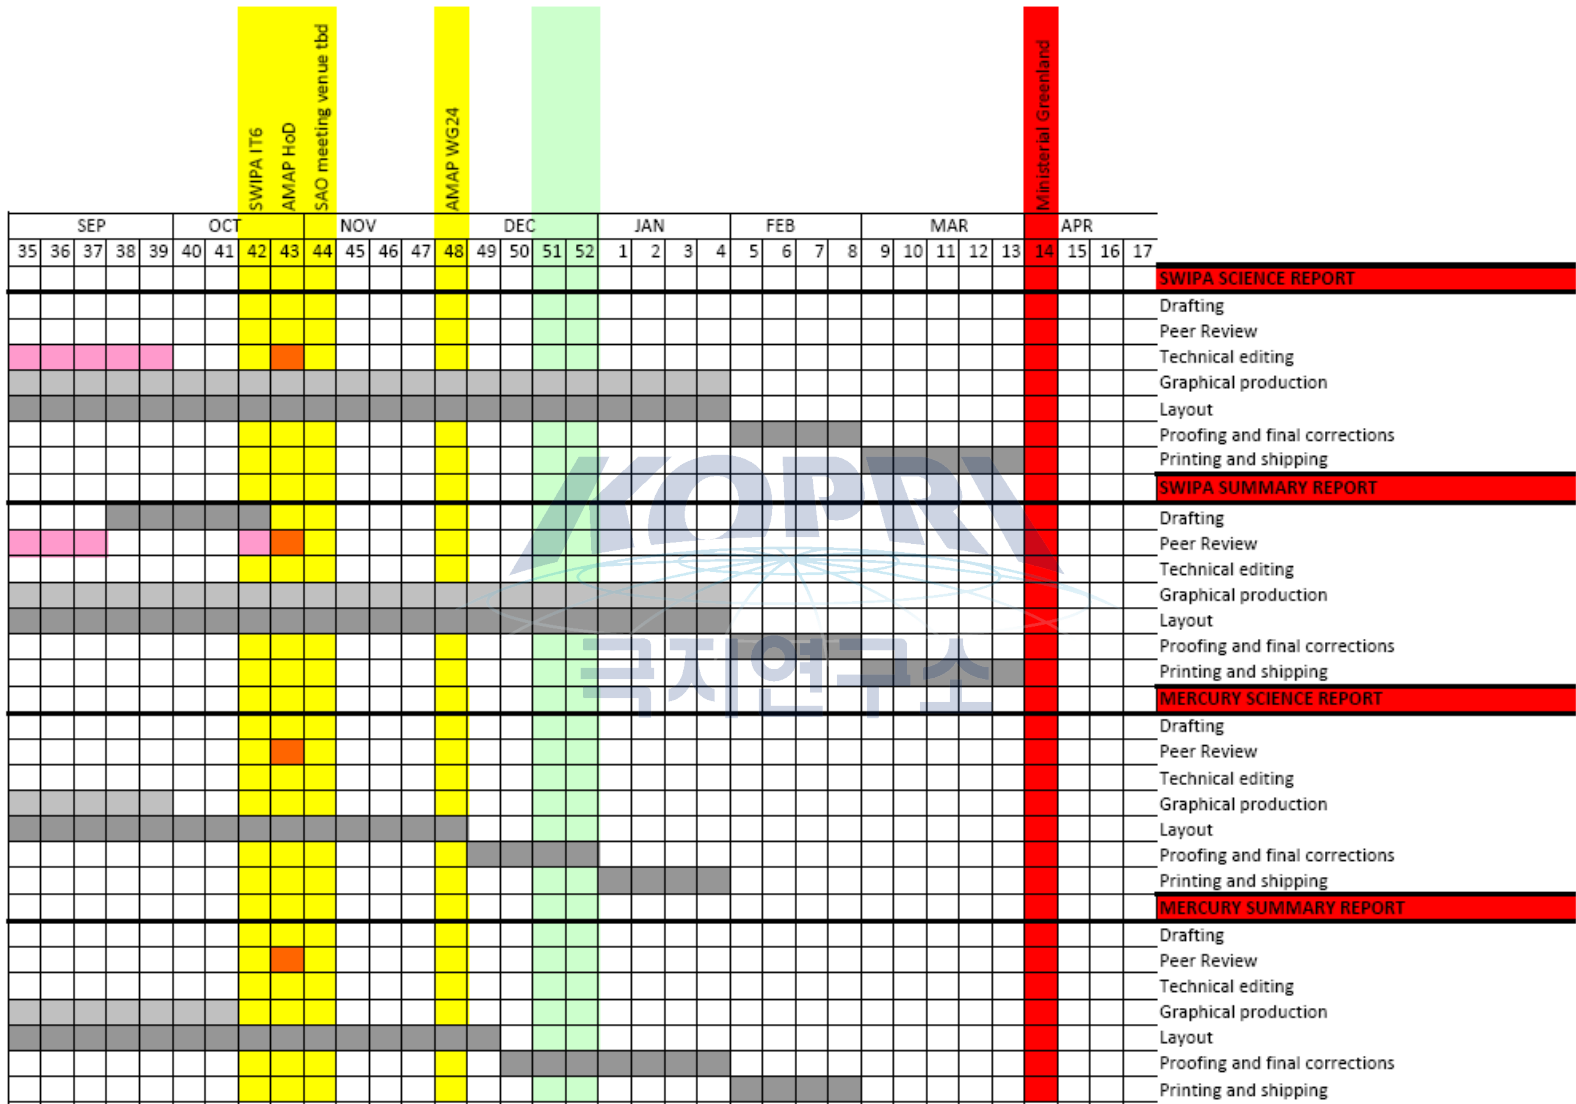 SWIPA IT6
AMAP HoD
SAO meeting venue tbd
AMAP WG24
Ministerial Greenland
SEP OCT NOV DEC JAN FEB MAR APR
35 36 37 38 39 40 41 42 43 44 45 46 47 48 49 50 51 52 1 2 3 4 5 6 7 8 9 10 11 12 13 14 15 16 17
SWIPA SCIENCE REPORT
Drafting
Peer Review
Technical editing
Graphical production
Layout
Proofing and final corrections
Printing and shipping
SWIPA SUMMARY REPORT
Drafting
Peer Review
Technical editing
Graphical production
Layout
Proofing and final corrections
Printing and shipping
MERCURY SCIENCE REPORT
Drafting
Peer Review
Technical editing
Graphical production
Layout
Proofing and final corrections
Printing and shipping
MERCURY SUMMARY REPORT
Drafting
Peer Review
Technical editing
Graphical production
Layout
Proofing and final corrections
Printing and shipping
KOPRI
극지연구소